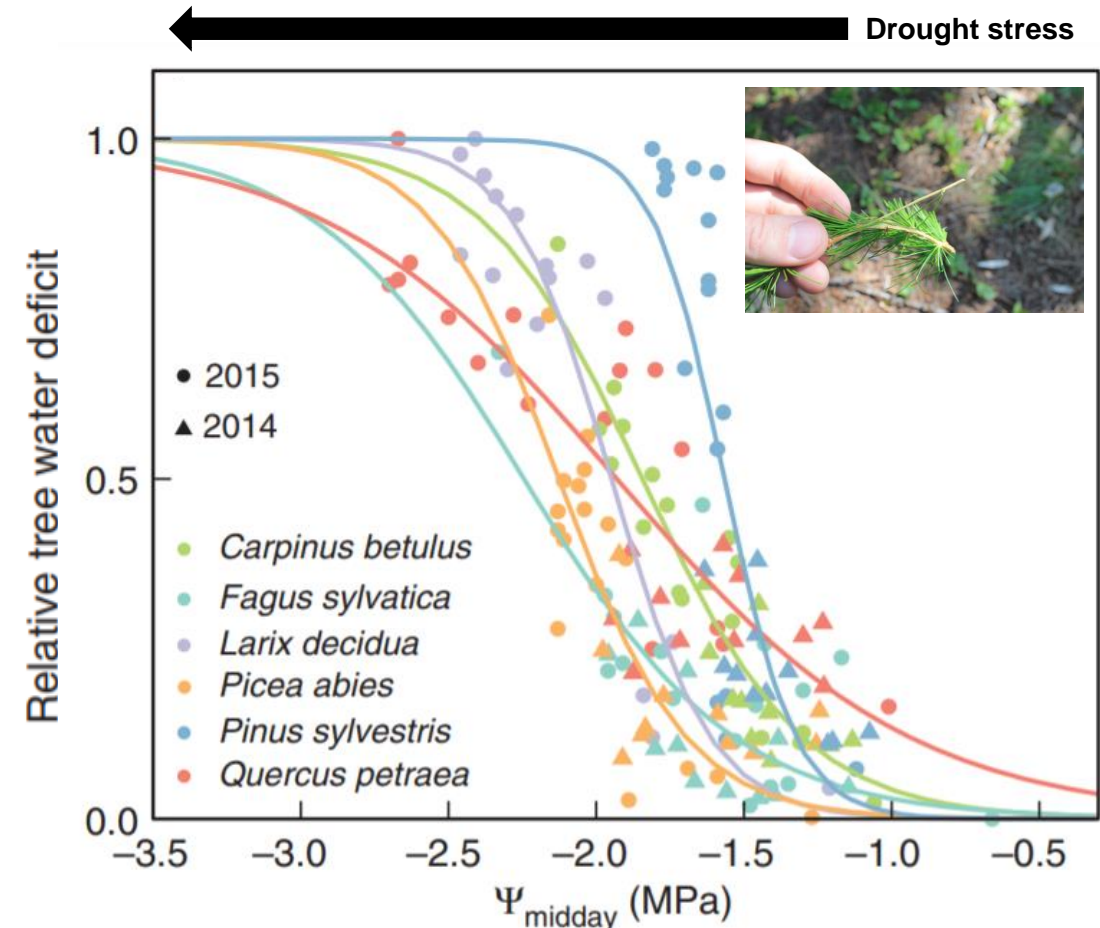 Drought stress
1.0
0.5
0.0
Relative tree water deficit
2015
2014
Carpinus betulus
Fagus sylvatica
Larix decidua
Picea abies
Pinus sylvestris
Quercus petraea
−3.5 −3.0 −2.5 −2.0 −1.5 −1.0 −0.5
Ψmidday (MPa)